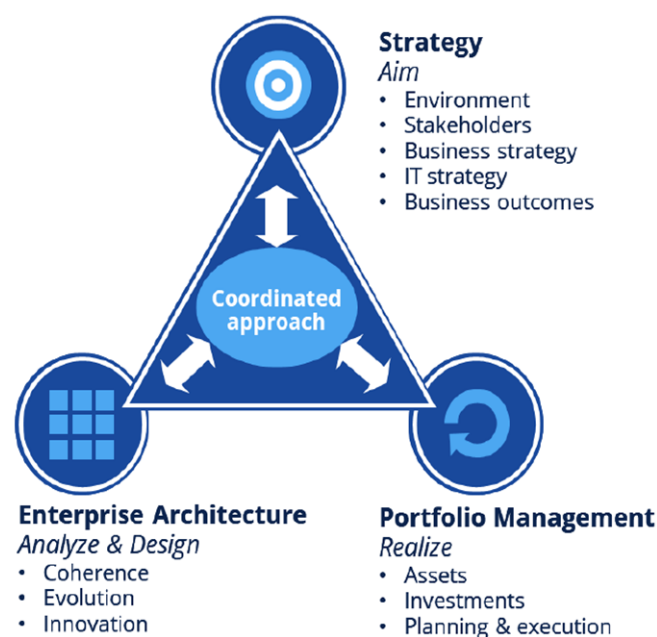 Strategy
Aim
• Environment
• Stakeholders
• Business strategy
• IT strategy
• Business outcomes
Coordinated
approach
Enterprise Architecture
Analyze & Design
• Coherence
• Evolution
• Innovation
Portfolio Management
Realize
• Assets
• Investments
• Planning & execution